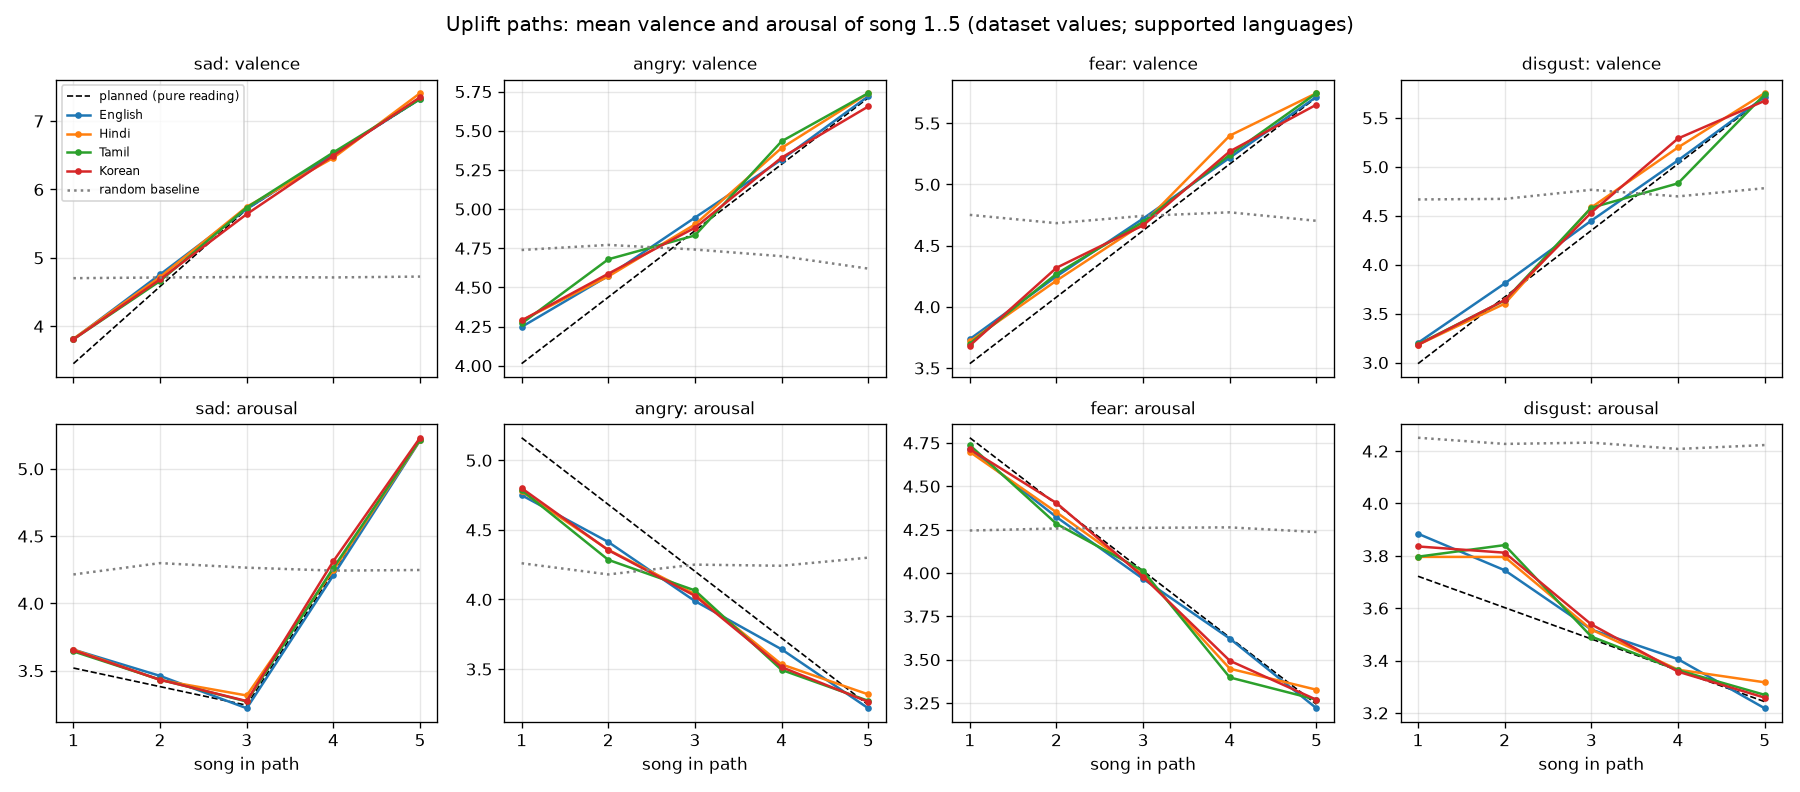 Uplift paths: mean valence and arousal of song 1..5 (dataset values; supported languages)
sad: valence
angry: valence
fear: valence
disgust: valence
planned (pure reading)
English
Hindi
Tamil
Korean
random baseline
7
6
5
4
5.75
5.50
5.25
5.00
4.75
4.50
4.25
4.00
5.5
5.0
4.5
4.0
3.5
5.5
5.0
4.5
4.0
3.5
3.0
sad: arousal
angry: arousal
fear: arousal
disgust: arousal
5.0
4.5
4.0
3.5
5.0
4.5
4.0
3.5
4.75
4.50
4.25
4.00
3.75
3.50
3.25
4.2
4.0
3.8
3.6
3.4
3.2
1 2 3 4 5
1 2 3 4 5
1 2 3 4 5
1 2 3 4 5
song in path
song in path
song in path
song in path